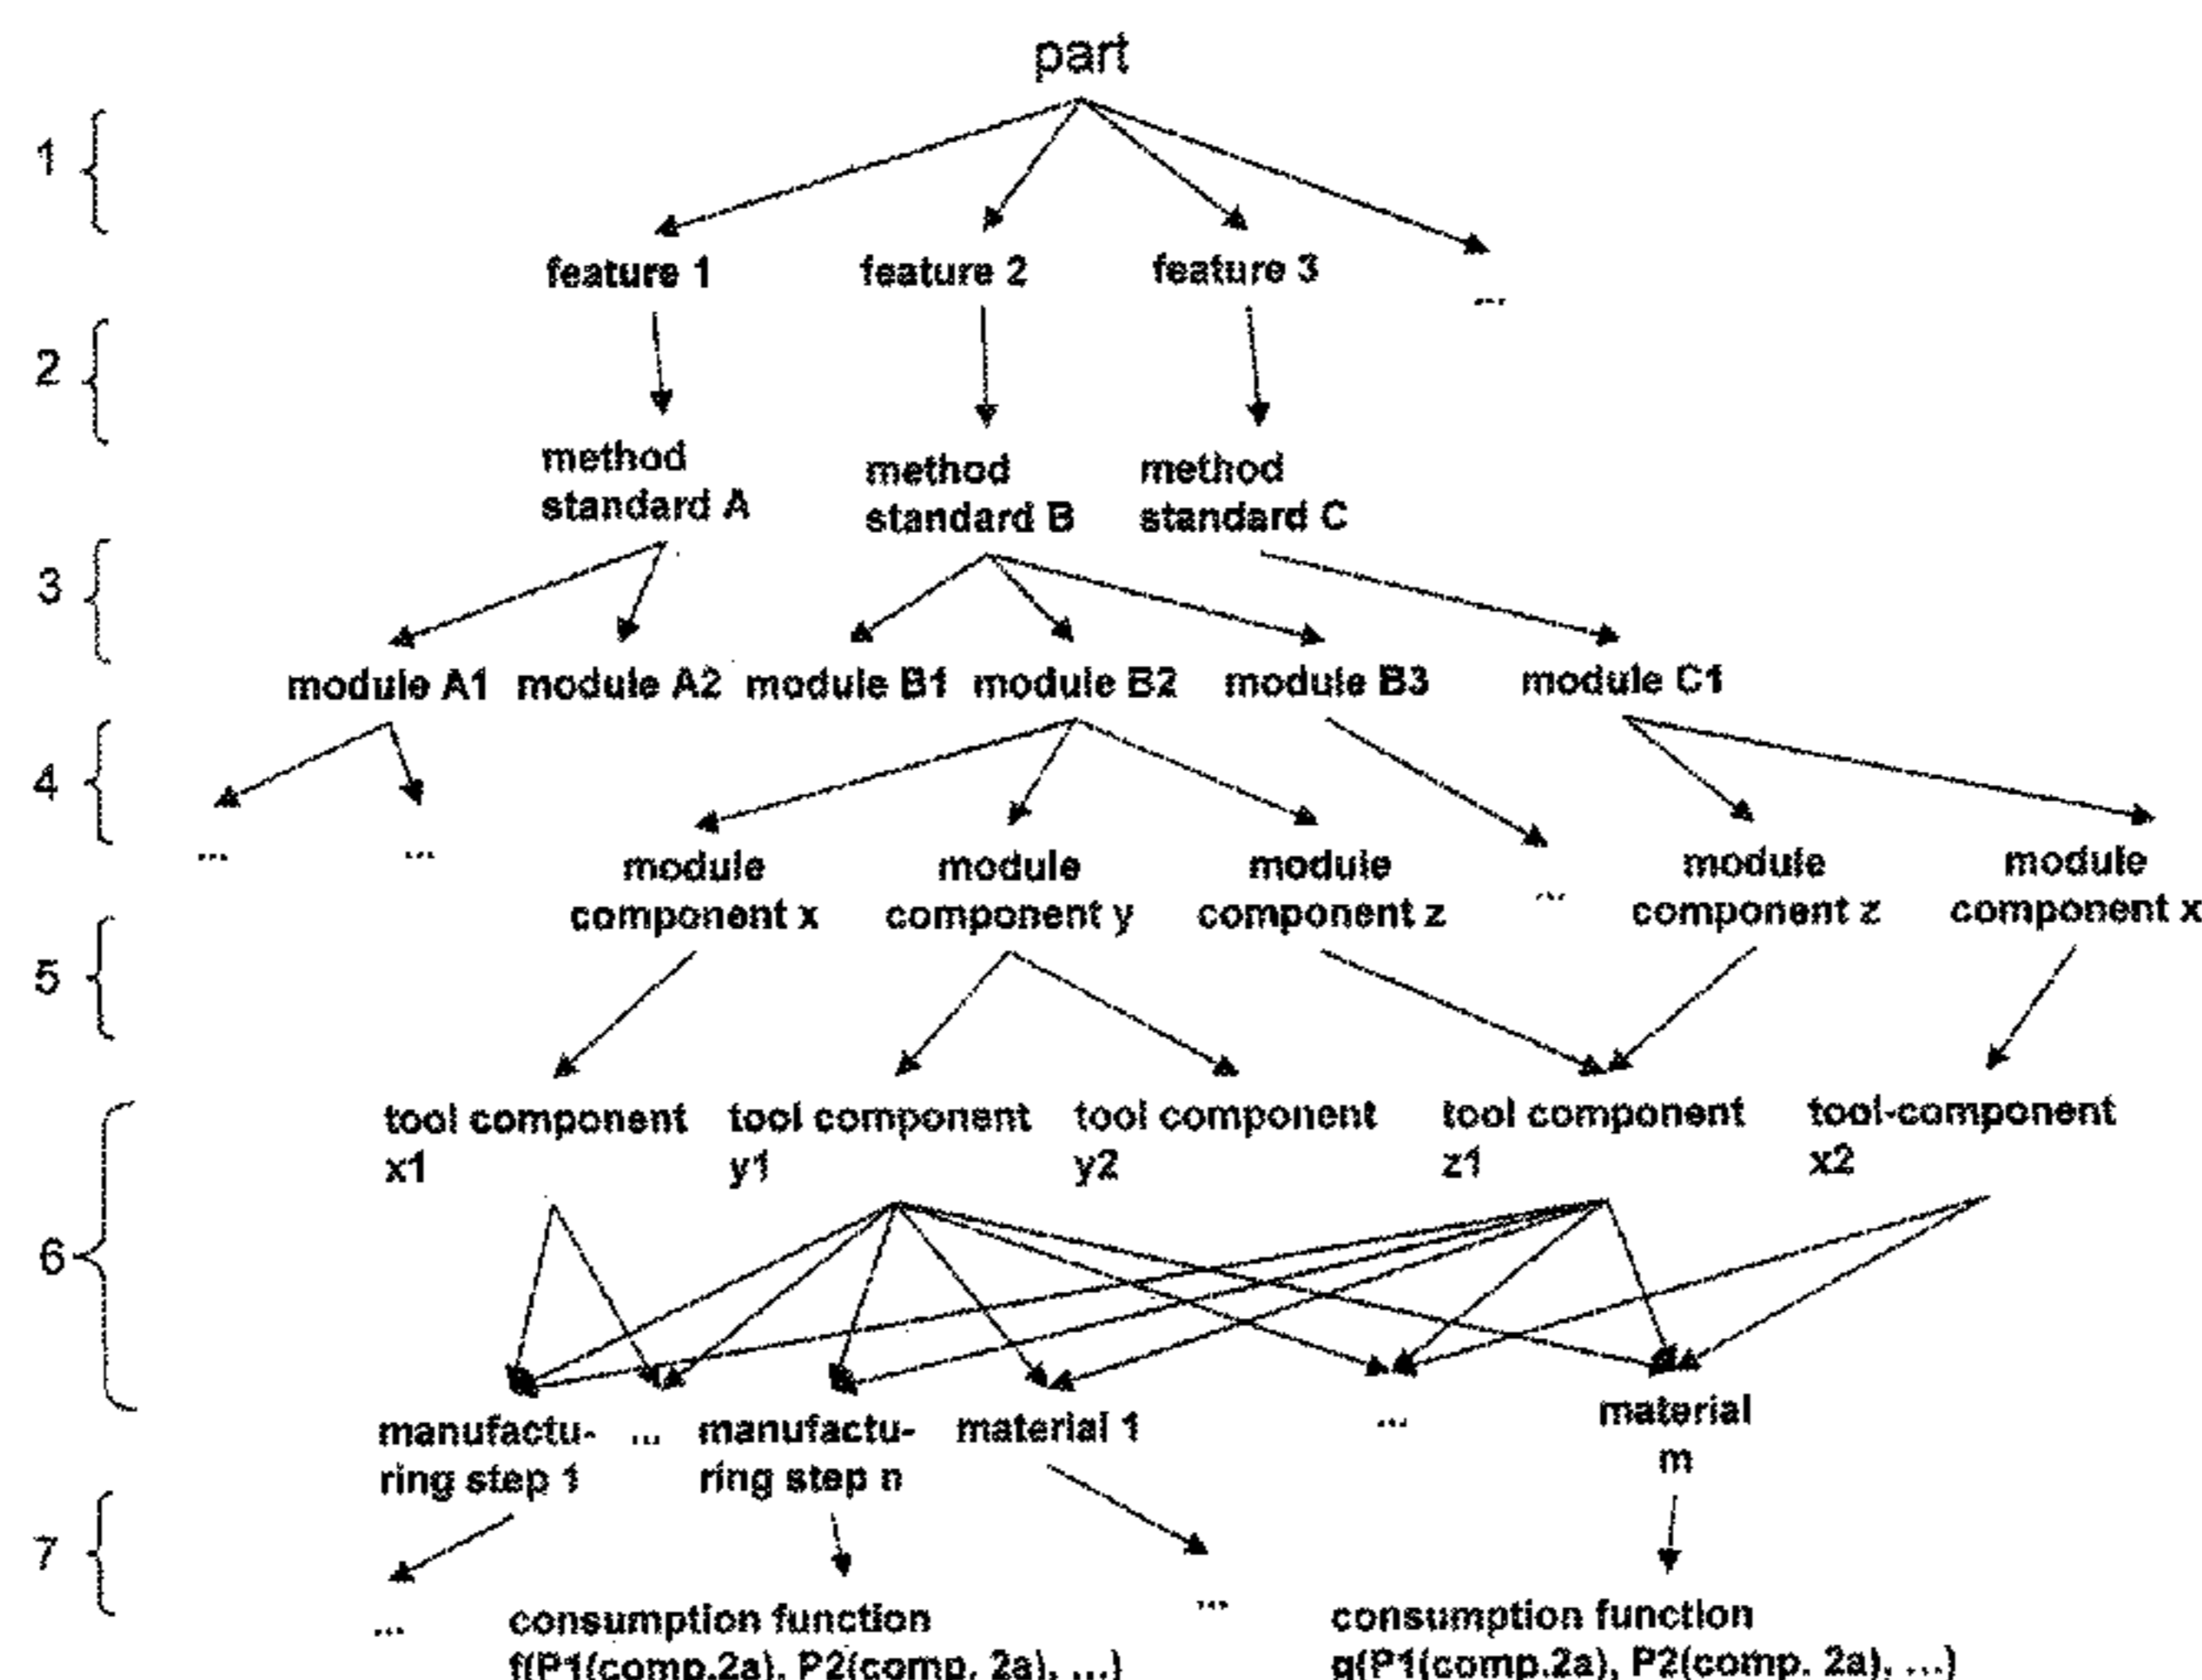 part
1
feature 1 feature 2 feature 3 ...
2
method standard A
method standard B
method standard C
3
module A1 module A2 module B1 module B2 module B3 module C1
4
... ...
module component x
module component y
module component z
...
module component z
module component x
5
tool component x1
tool component y1
tool component y2
tool component z1
tool-component x2
6
manufactu-
ring step 1
...
manufactu-
ring step n
material 1
...
material
m
7
...
consumption function
f(P1(comp.2a), P2(comp. 2a), ...)
...
consumption function
g(P1(comp.2a), P2(comp. 2a), ...)